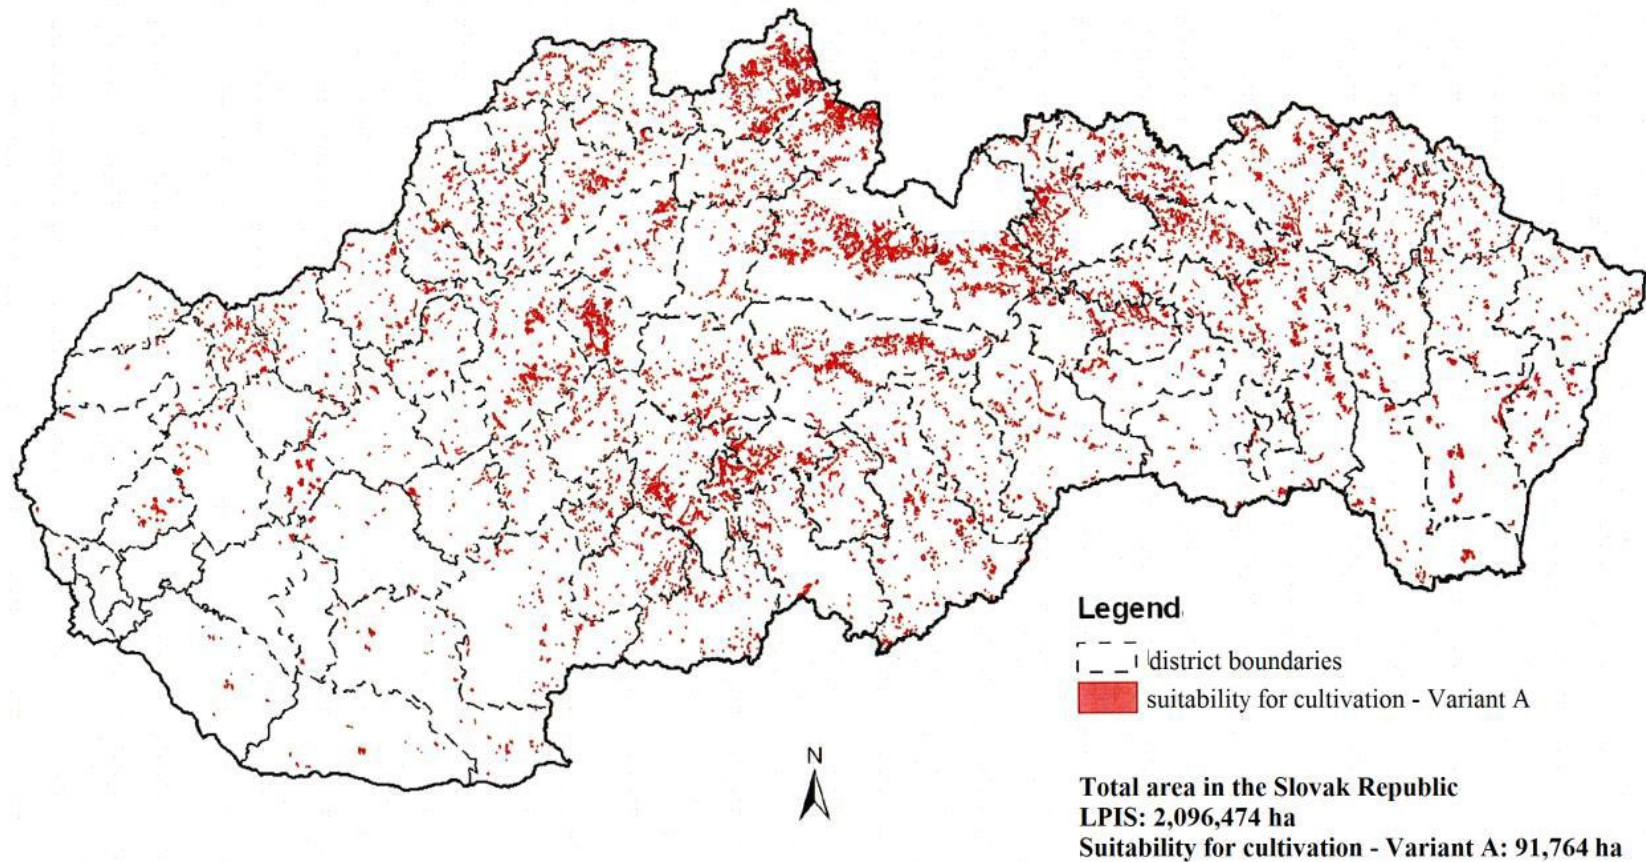 N
Legend
district boundaries
suitability for cultivation - Variant A
Total area in the Slovak Republic
LPIS: 2,096,474 ha
Suitability for cultivation - Variant A: 91,764 ha